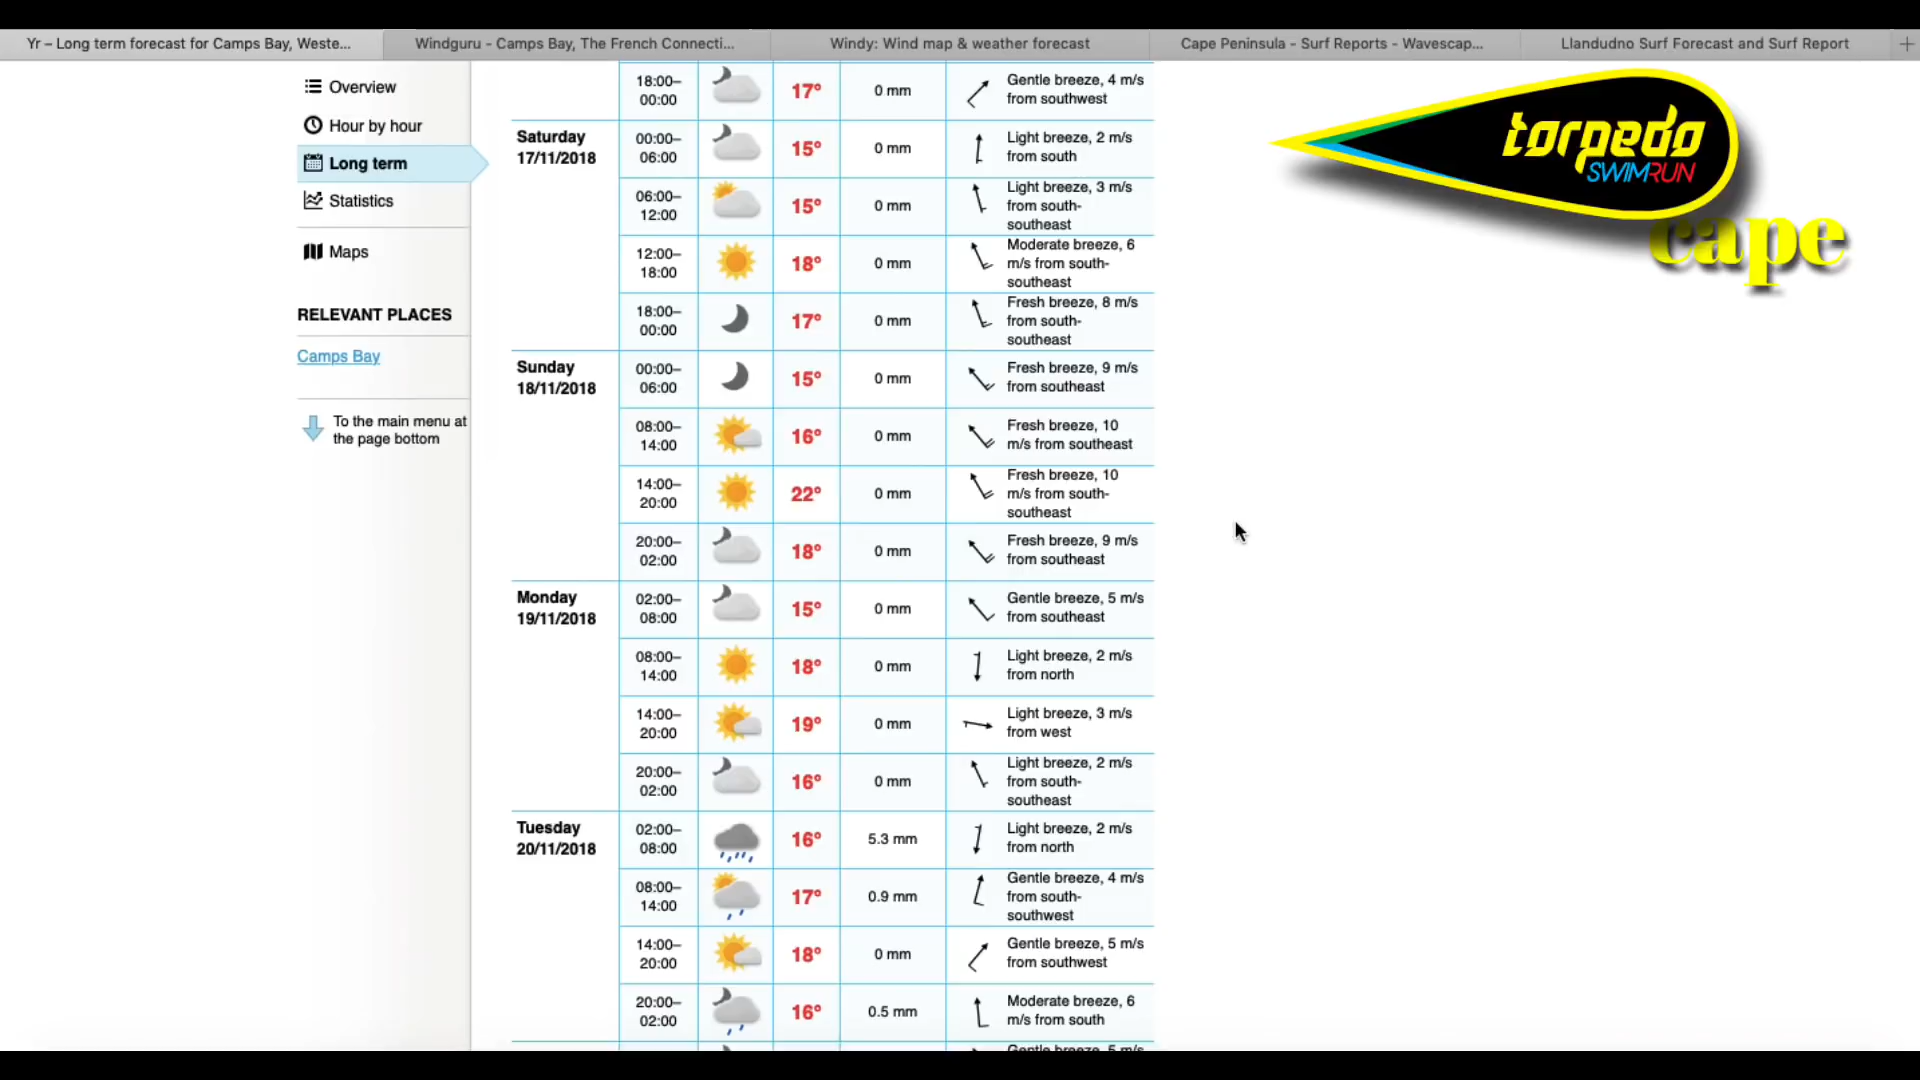 Yr – Long term forecast for Camps Bay, Weste...
Windguru - Camps Bay, The French Connecti...
Windy: Wind map & weather forecast
Cape Peninsula - Surf Reports - Wavescap...
Llandudno Surf Forecast and Surf Report
Overview
Hour by hour
Long term
Statistics
Maps
RELEVANT PLACES
Camps Bay
To the main menu at
the page bottom
18:00–
00:00
17°
0 mm
Gentle breeze, 4 m/s
from southwest
Saturday
17/11/2018
00:00–
06:00
15°
0 mm
Light breeze, 2 m/s
from south
06:00–
12:00
15°
0 mm
Light breeze, 3 m/s
from south-
southeast
12:00–
18:00
18°
0 mm
Moderate breeze, 6
m/s from south-
southeast
18:00–
00:00
17°
0 mm
Fresh breeze, 8 m/s
from south-
southeast
Sunday
18/11/2018
00:00–
06:00
15°
0 mm
Fresh breeze, 9 m/s
from southeast
08:00–
14:00
16°
0 mm
Fresh breeze, 10
m/s from southeast
14:00–
20:00
22°
0 mm
Fresh breeze, 10
m/s from south-
southeast
20:00–
02:00
18°
0 mm
Fresh breeze, 9 m/s
from southeast
Monday
19/11/2018
02:00–
08:00
15°
0 mm
Gentle breeze, 5 m/s
from southeast
08:00–
14:00
18°
0 mm
Light breeze, 2 m/s
from north
14:00–
20:00
19°
0 mm
Light breeze, 3 m/s
from west
20:00–
02:00
16°
0 mm
Light breeze, 2 m/s
from south-
southeast
Tuesday
20/11/2018
02:00–
08:00
16°
5.3 mm
Light breeze, 2 m/s
from north
08:00–
14:00
17°
0.9 mm
Gentle breeze, 4 m/s
from south-
southwest
14:00–
20:00
18°
0 mm
Gentle breeze, 5 m/s
from southwest
20:00–
02:00
16°
0.5 mm
Moderate breeze, 6
m/s from south
Gentle breeze, 5 m/s
torpedo
SWIMRUN
cape